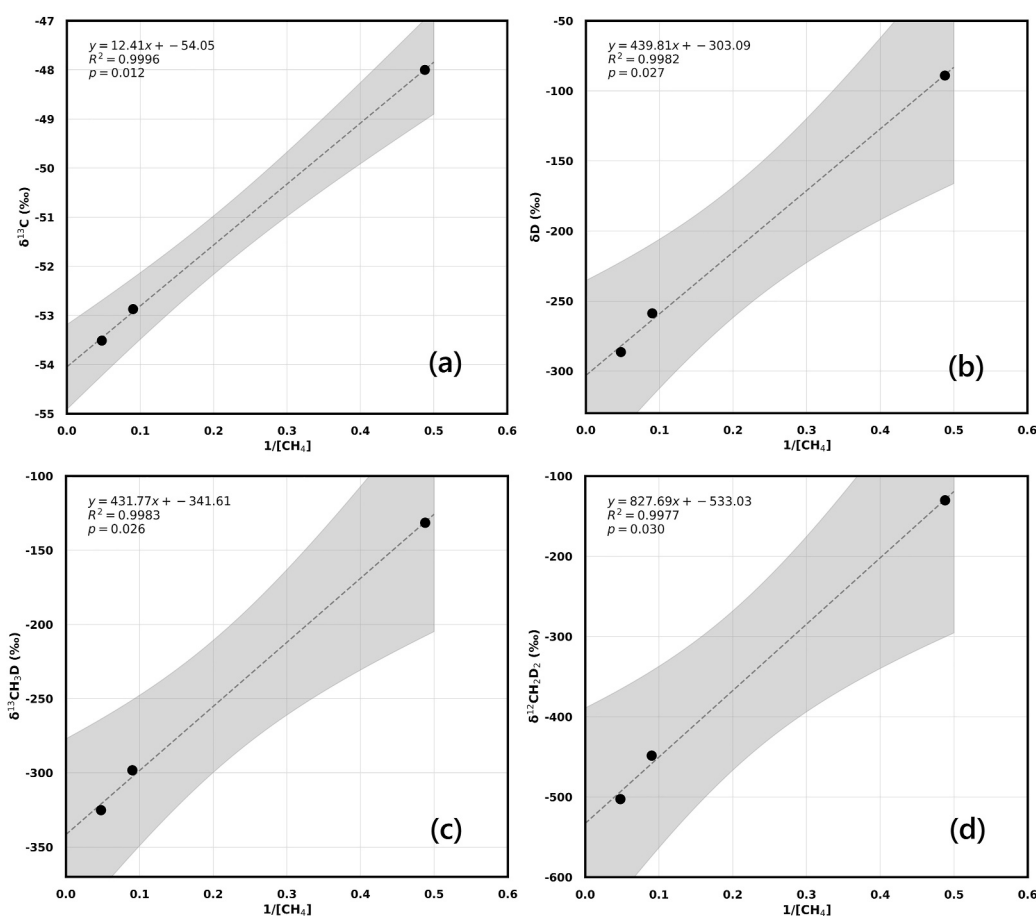 y = 12.41x + −54.05
R² = 0.9996
p = 0.012
-47
-48
-49
-50
-51
-52
-53
-54
-55
δ¹³C (‰)
(a)
0.0 0.1 0.2 0.3 0.4 0.5 0.6
1/[CH₄]
y = 439.81x + −303.09
R² = 0.9982
p = 0.027
-50
-100
-150
-200
-250
-300
δD (‰)
(b)
0.0 0.1 0.2 0.3 0.4 0.5 0.6
1/[CH₄]
y = 431.77x + −341.61
R² = 0.9983
p = 0.026
-100
-150
-200
-250
-300
-350
δ¹³CH₃D (‰)
(c)
0.0 0.1 0.2 0.3 0.4 0.5 0.6
1/[CH₄]
y = 827.69x + −533.03
R² = 0.9977
p = 0.030
-100
-200
-300
-400
-500
-600
δ¹²CH₂D₂ (‰)
(d)
0.0 0.1 0.2 0.3 0.4 0.5 0.6
1/[CH₄]